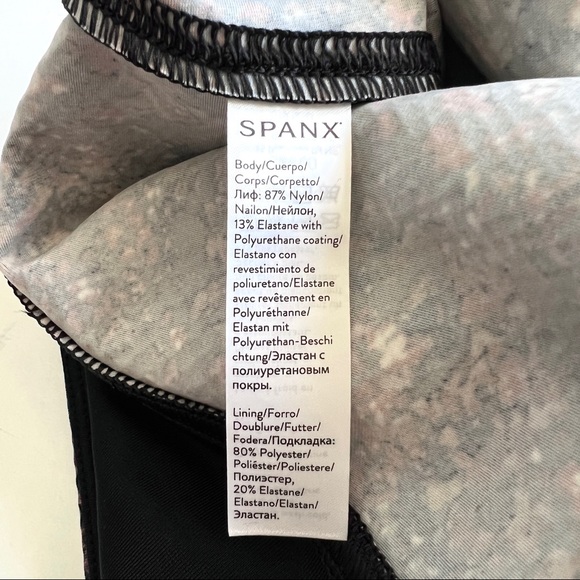 SPANX
Body/Cuerpo/
Corps/Corpetto/
Лиф: 87% Nylon/
Nailon/Нейлон,
13% Elastane with
Polyurethane coating/
Elastano con
revestimiento de
poliuretano/Elastane
avec revêtement en
Polyuréthanne/
Elastan mit
Polyurethan-Beschi
chtung/Эластан с
полиуретановым
покры.
Lining/Forro/
Doublure/Futter/
Fodera/Подкладка:
80% Polyester/
Poliéster/Poliestere/
Полиэстер,
20% Elastane/
Elastano/Elastan/
Эластан.